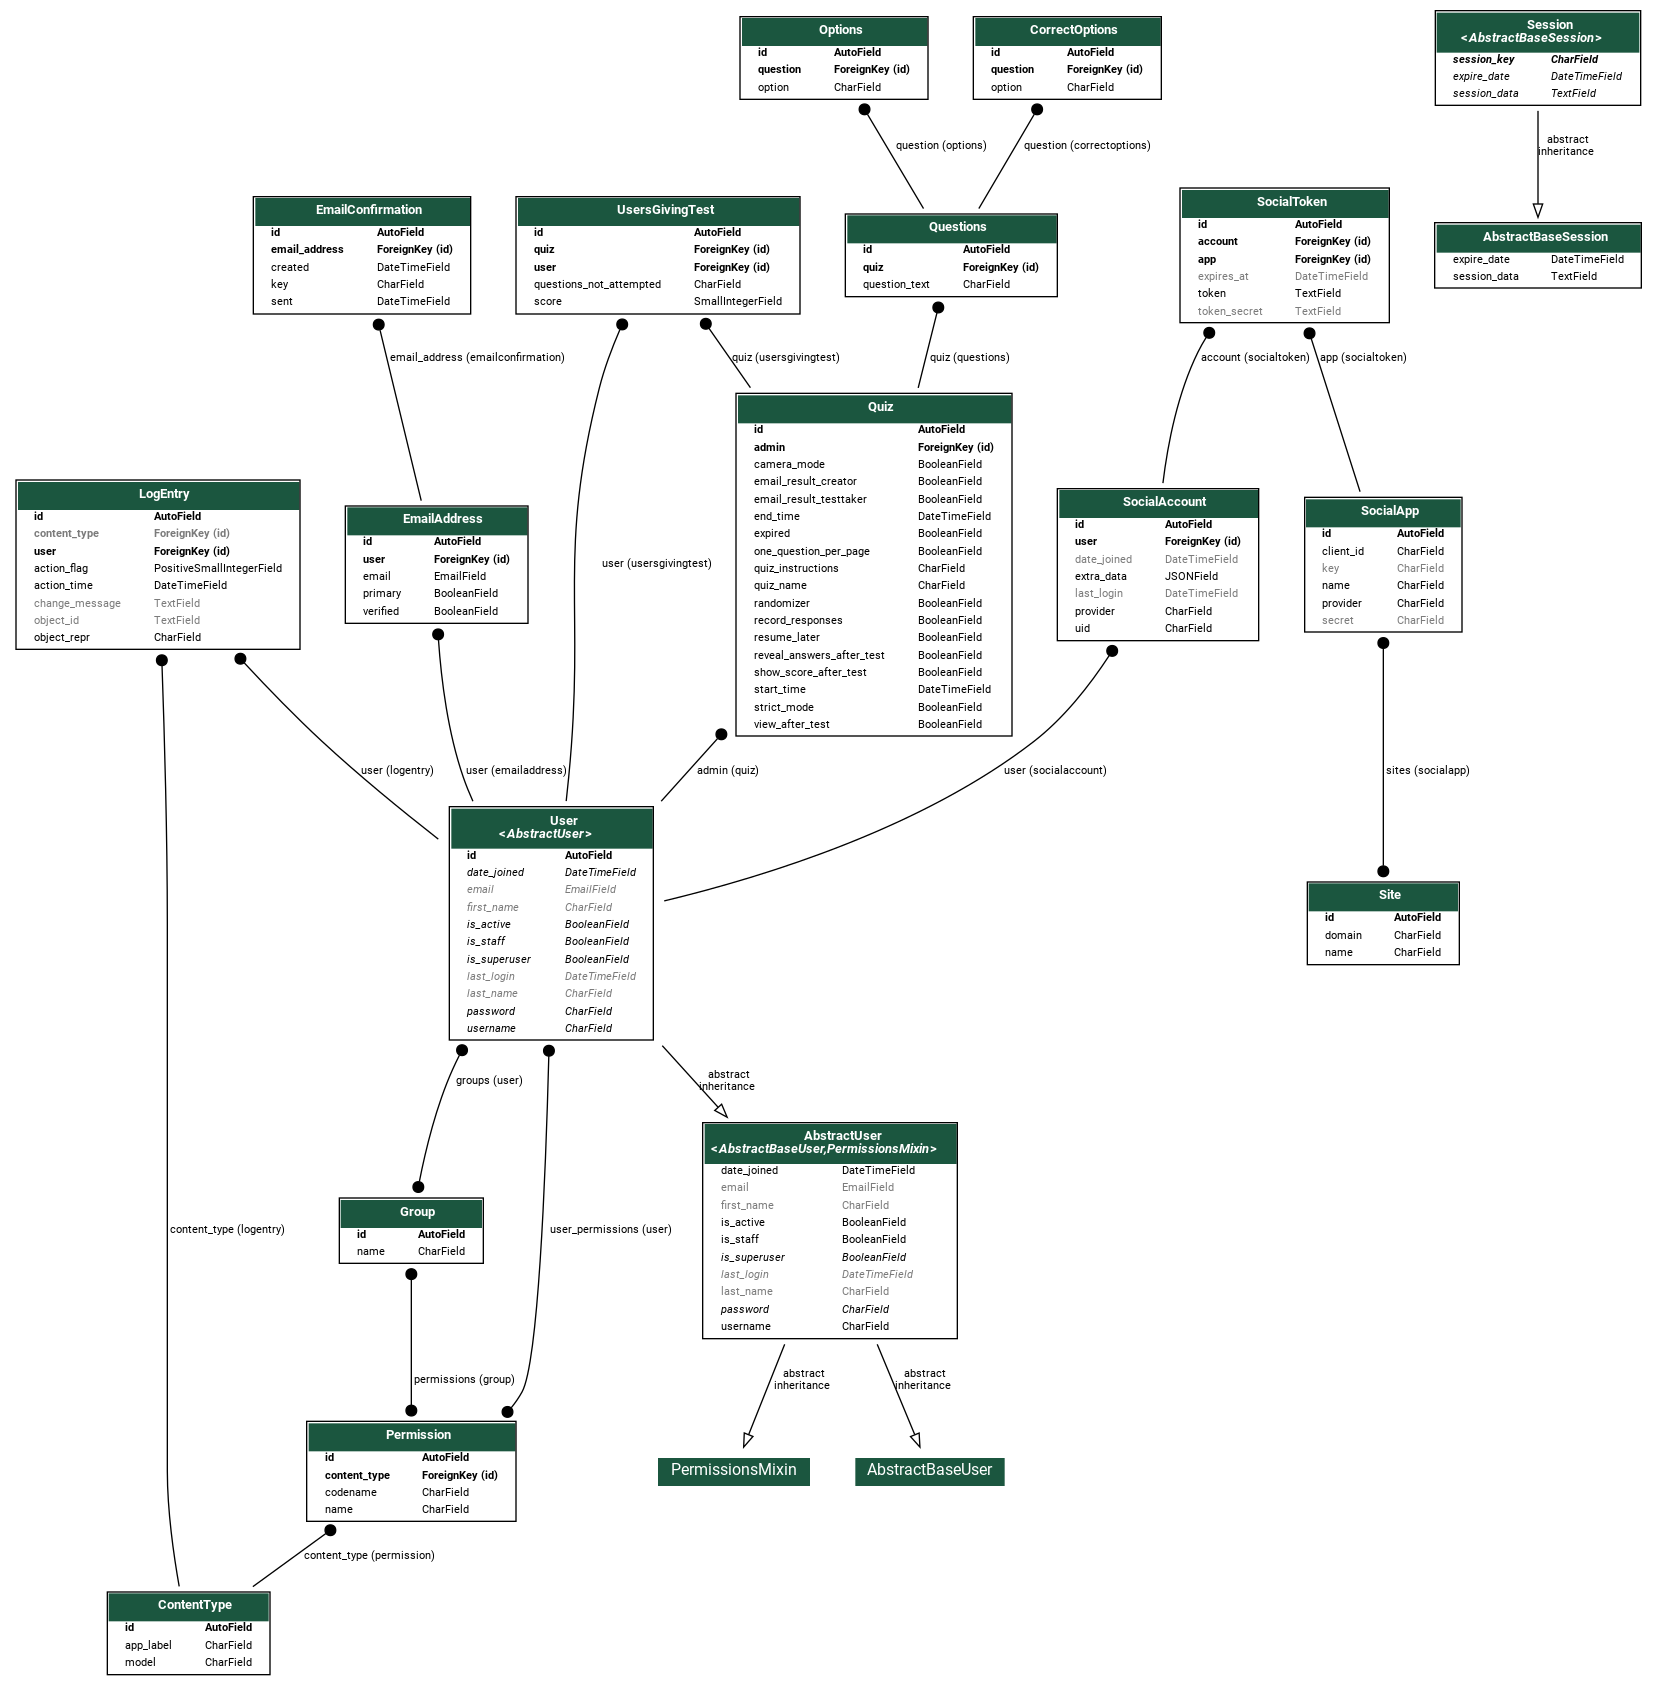 Options
id AutoField
question ForeignKey (id)
option CharField
CorrectOptions
id AutoField
question ForeignKey (id)
option CharField
Session
<AbstractBaseSession>
session_key CharField
expire_date DateTimeField
session_data TextField
question (options)
question (correctoptions)
abstract
inheritance
EmailConfirmation
id AutoField
email_address ForeignKey (id)
created DateTimeField
key CharField
sent DateTimeField
UsersGivingTest
id AutoField
quiz ForeignKey (id)
user ForeignKey (id)
questions_not_attempted CharField
score SmallIntegerField
Questions
id AutoField
quiz ForeignKey (id)
question_text CharField
SocialToken
id AutoField
account ForeignKey (id)
app ForeignKey (id)
expires_at DateTimeField
token TextField
token_secret TextField
AbstractBaseSession
expire_date DateTimeField
session_data TextField
email_address (emailconfirmation)
quiz (usersgivingtest)
quiz (questions)
account (socialtoken)
app (socialtoken)
Quiz
id AutoField
admin ForeignKey (id)
camera_mode BooleanField
email_result_creator BooleanField
email_result_testtaker BooleanField
end_time DateTimeField
expired BooleanField
one_question_per_page BooleanField
quiz_instructions CharField
quiz_name CharField
randomizer BooleanField
record_responses BooleanField
resume_later BooleanField
reveal_answers_after_test BooleanField
show_score_after_test BooleanField
start_time DateTimeField
strict_mode BooleanField
view_after_test BooleanField
LogEntry
id AutoField
content_type ForeignKey (id)
user ForeignKey (id)
action_flag PositiveSmallIntegerField
action_time DateTimeField
change_message TextField
object_id TextField
object_repr CharField
EmailAddress
id AutoField
user ForeignKey (id)
email EmailField
primary BooleanField
verified BooleanField
user (usersgivingtest)
SocialAccount
id AutoField
user ForeignKey (id)
date_joined DateTimeField
extra_data JSONField
last_login DateTimeField
provider CharField
uid CharField
SocialApp
id AutoField
client_id CharField
key CharField
name CharField
provider CharField
secret CharField
user (logentry)
user (emailaddress)
admin (quiz)
user (socialaccount)
sites (socialapp)
User
<AbstractUser>
id AutoField
date_joined DateTimeField
email EmailField
first_name CharField
is_active BooleanField
is_staff BooleanField
is_superuser BooleanField
last_login DateTimeField
last_name CharField
password CharField
username CharField
Site
id AutoField
domain CharField
name CharField
groups (user)
abstract
inheritance
AbstractUser
<AbstractBaseUser,PermissionsMixin>
date_joined DateTimeField
email EmailField
first_name CharField
is_active BooleanField
is_staff BooleanField
is_superuser BooleanField
last_login DateTimeField
last_name CharField
password CharField
username CharField
Group
id AutoField
name CharField
content_type (logentry)
user_permissions (user)
permissions (group)
abstract
inheritance
abstract
inheritance
Permission
id AutoField
content_type ForeignKey (id)
codename CharField
name CharField
PermissionsMixin
AbstractBaseUser
content_type (permission)
ContentType
id AutoField
app_label CharField
model CharField